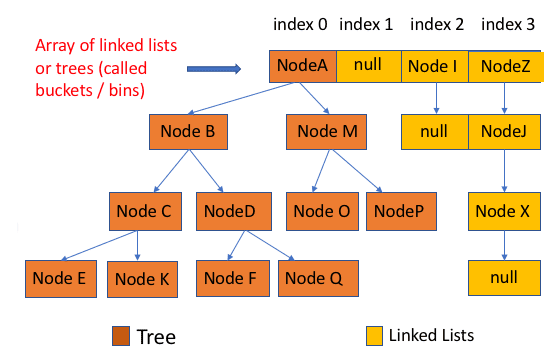 index 0 index 1 index 2 index 3
Array of linked lists
or trees (called
buckets / bins)
NodeA null Node I NodeZ
Node B Node M null NodeJ
Node C NodeD Node O NodeP Node X
Node E Node K Node F Node Q null
Tree Linked Lists